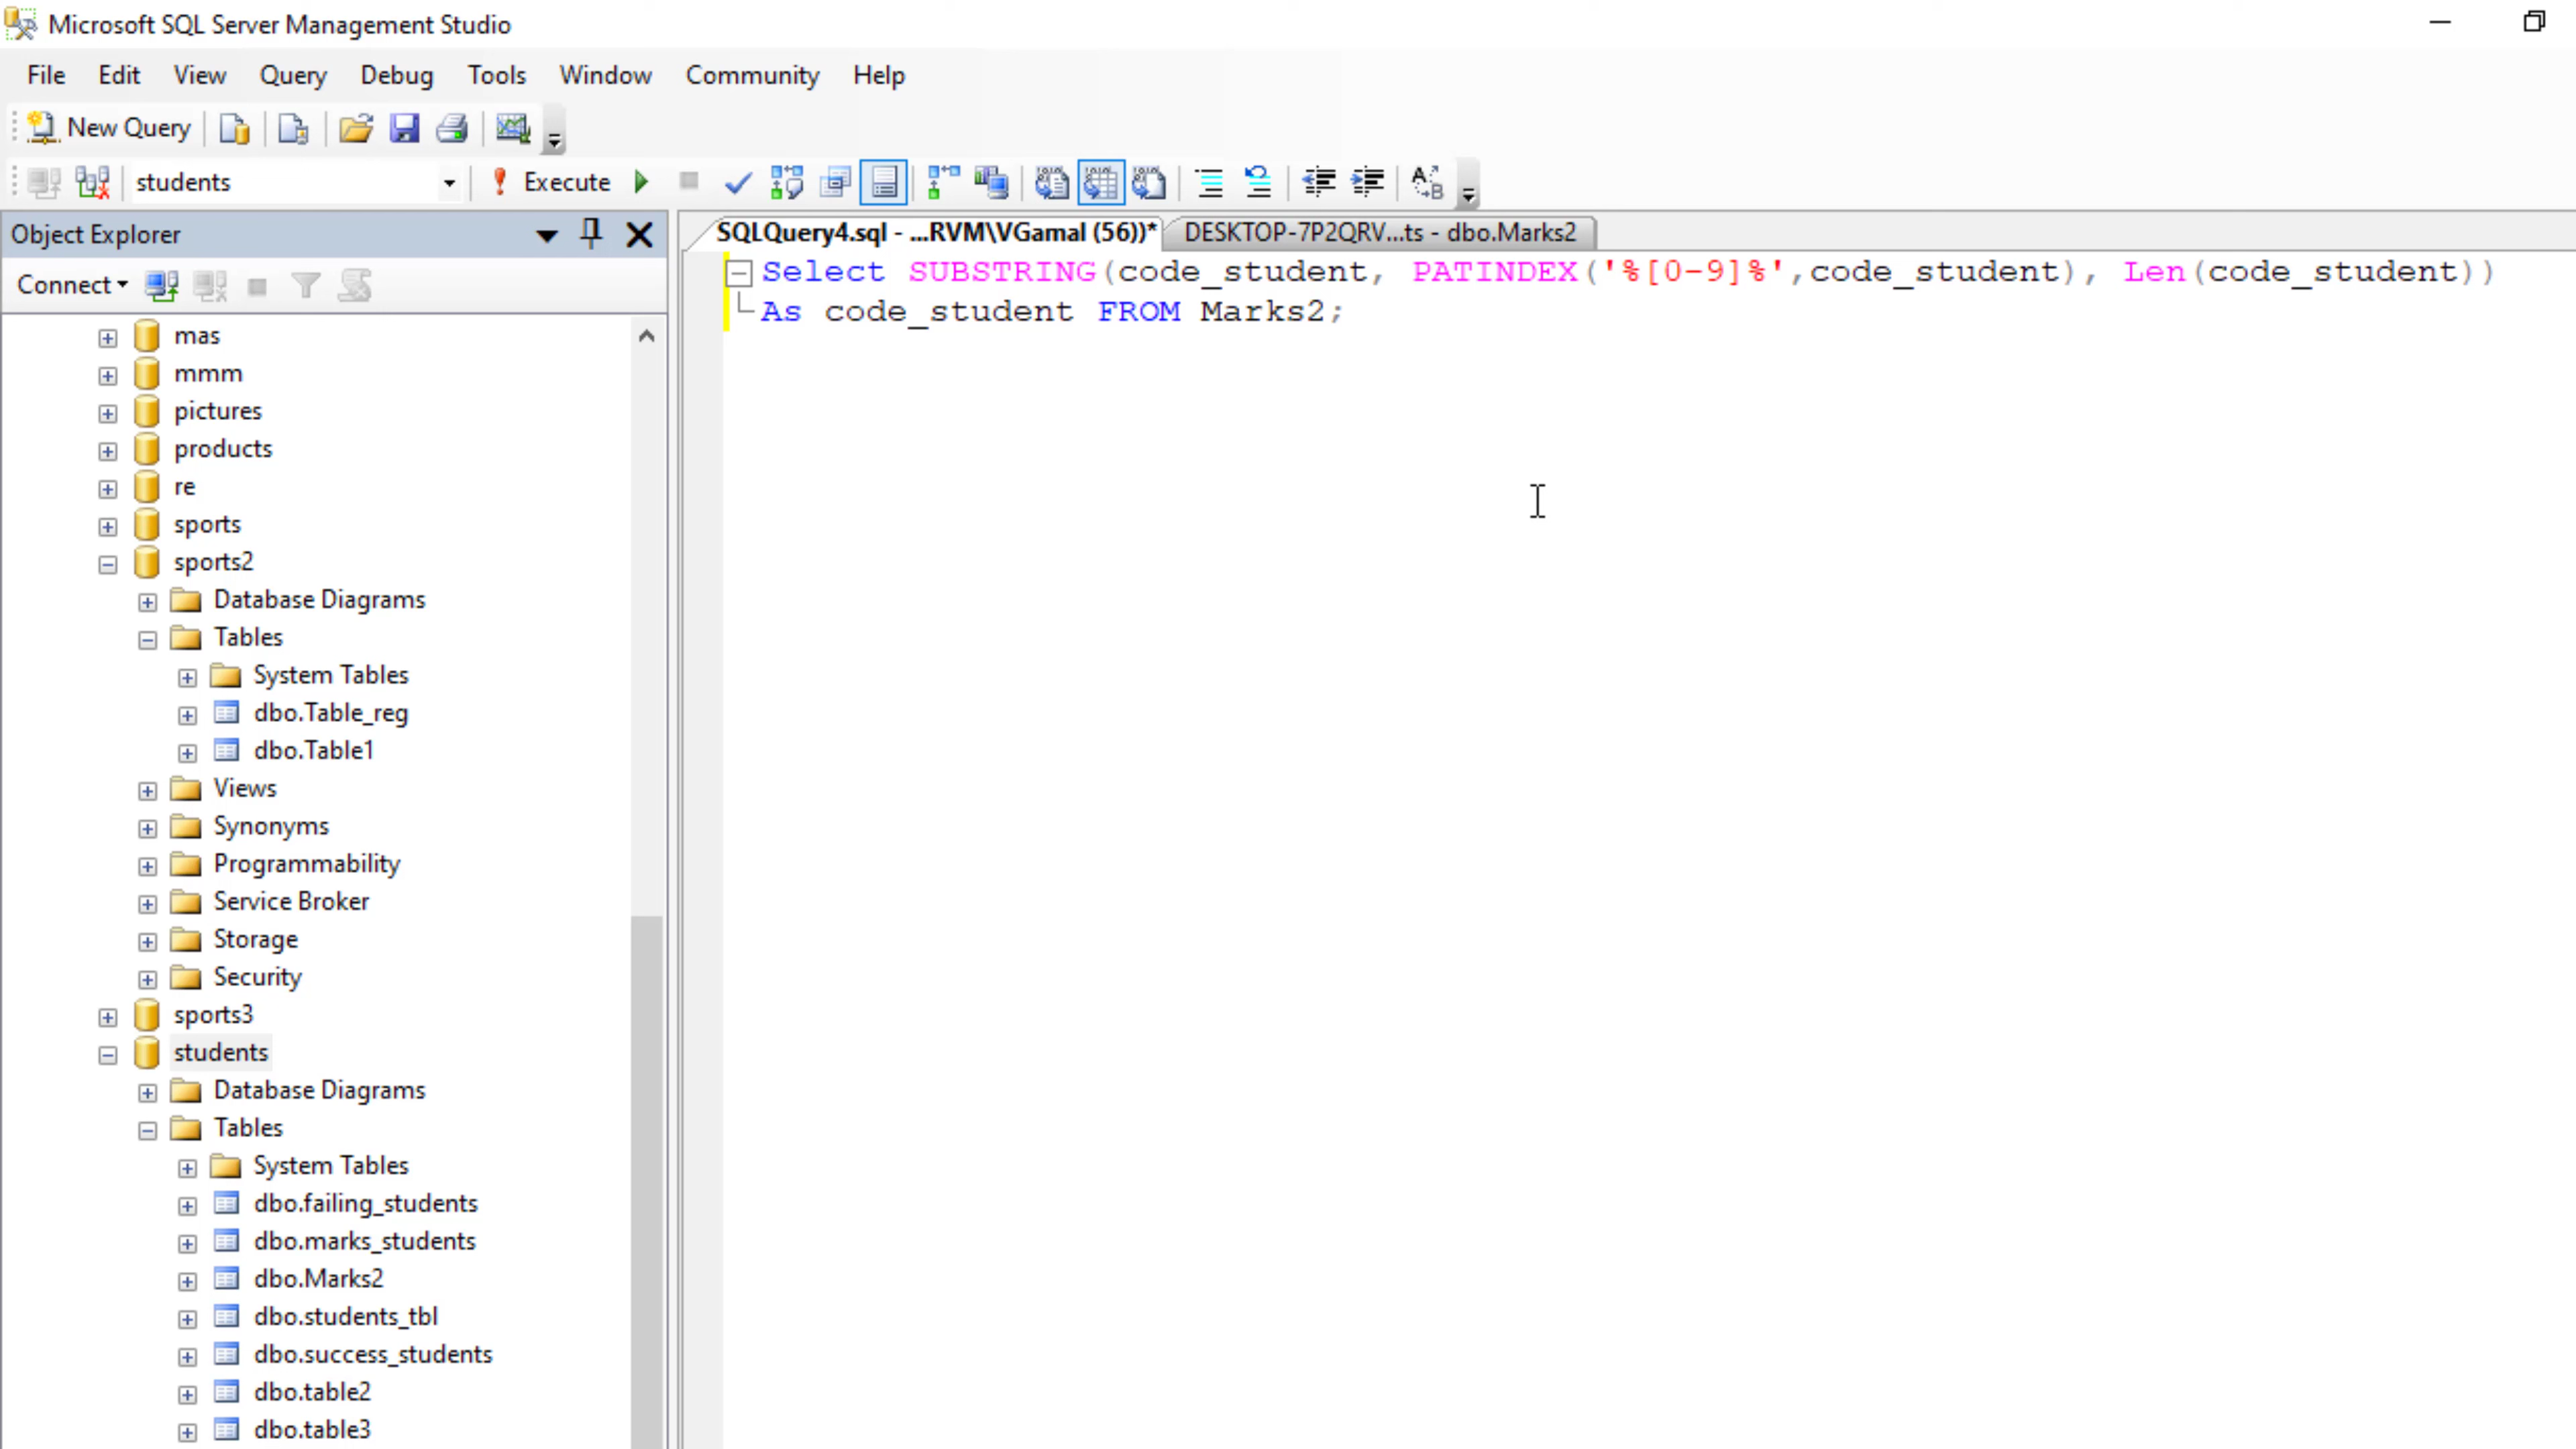 Microsoft SQL Server Management Studio
File Edit View Query Debug Tools Window Community Help
New Query
students Execute
Object Explorer
SQLQuery4.sql - ...RVM\VGamal (56))* DESKTOP-7P2QRV...ts - dbo.Marks2
Connect
Select SUBSTRING(code_student, PATINDEX('%[0-9]%',code_student), Len(code_student))
As code_student FROM Marks2;
mas
mmm
pictures
products
re
sports
sports2
Database Diagrams
Tables
System Tables
dbo.Table_reg
dbo.Table1
Views
Synonyms
Programmability
Service Broker
Storage
Security
sports3
students
Database Diagrams
Tables
System Tables
dbo.failing_students
dbo.marks_students
dbo.Marks2
dbo.students_tbl
dbo.success_students
dbo.table2
dbo.table3